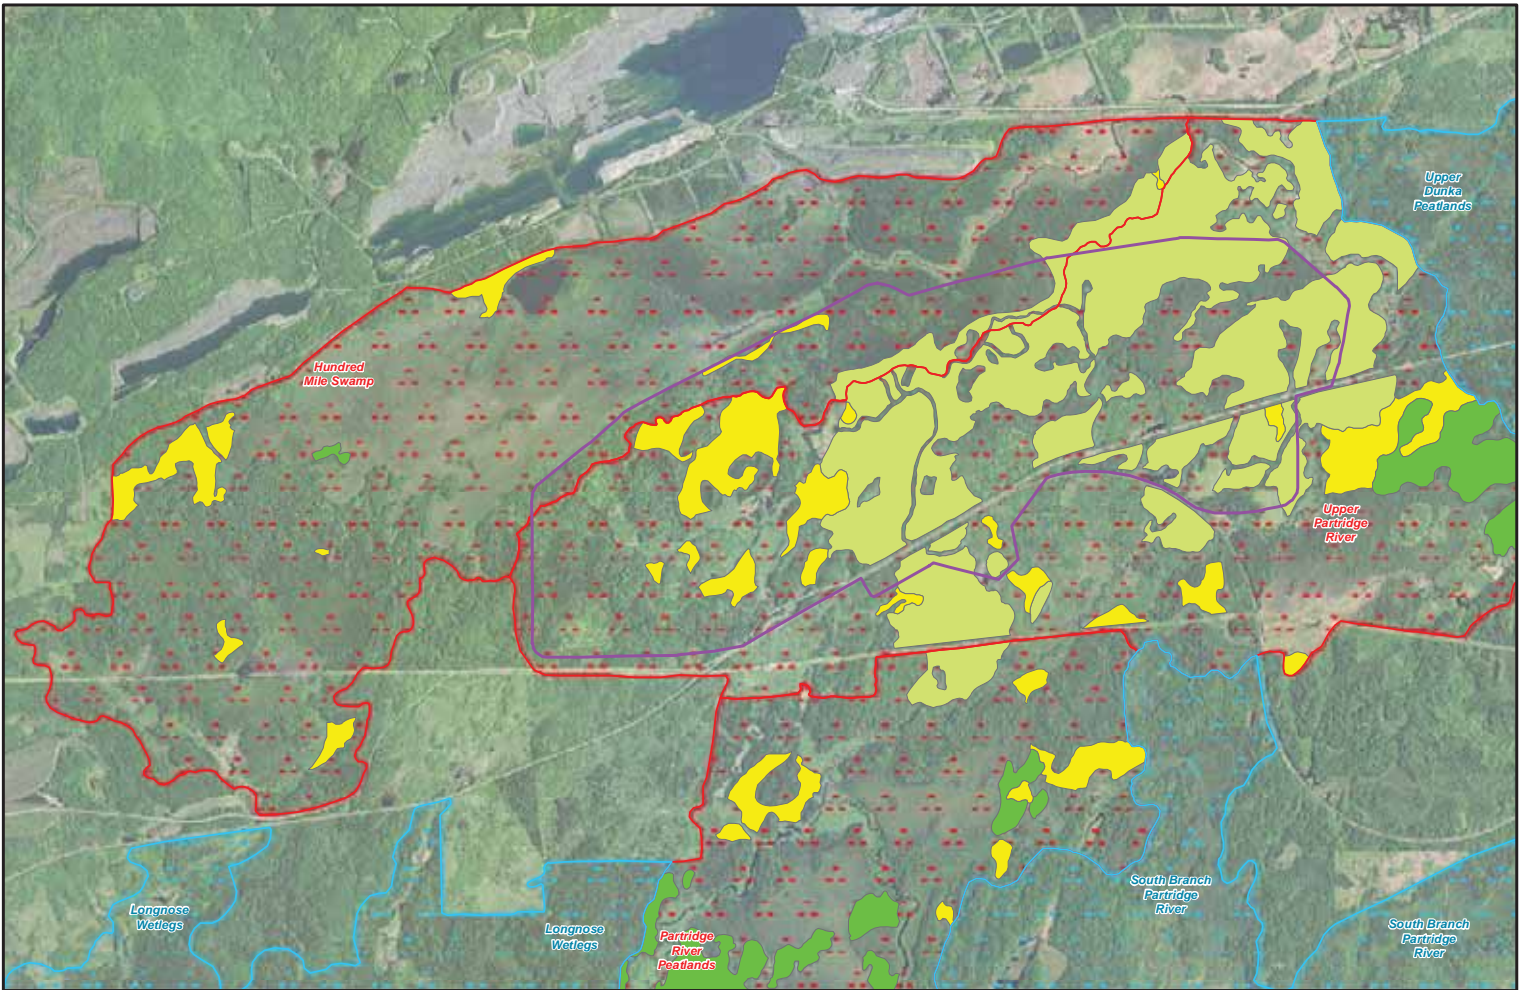 Upper
Dunka
Peatlands
Hundred
Mile Swamp
Upper
Partridge
River
South Branch
Partridge
River
Longnose
Wetlegs
Longnose
Wetlegs
Partridge
River
Peatlands
South Branch
Partridge
River